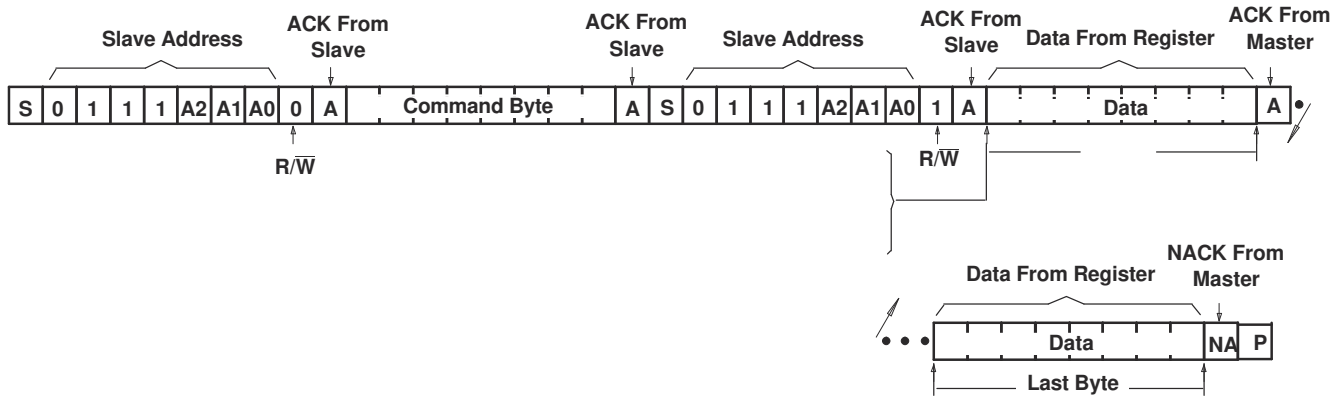 Slave Address
ACK From
Slave
ACK From
Slave
Slave Address
ACK From
Slave
Data From Register
ACK From
Master
S 0 1 1 1 A2 A1 A0 0 A Command Byte A S 0 1 1 1 A2 A1 A0 1 A Data A
R/W̅
R/W̅
Data From Register
NACK From
Master
Data NA P
Last Byte